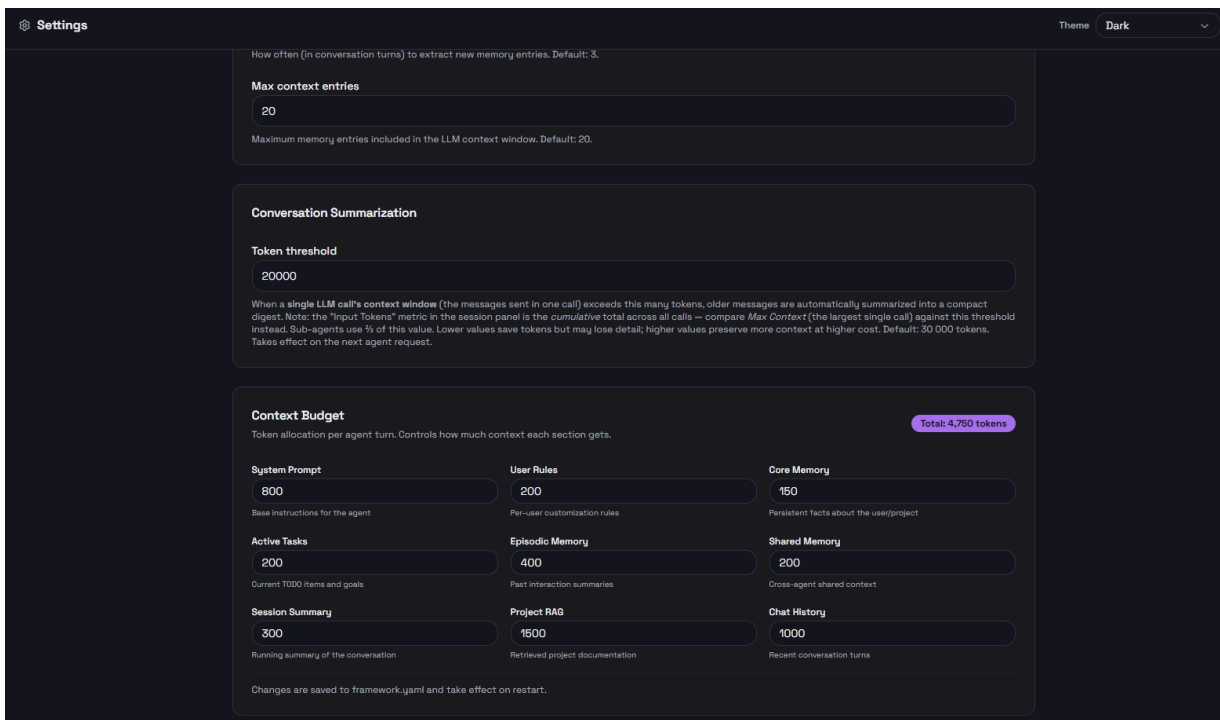 Settings
Theme
Dark
How often (in conversation turns) to extract new memory entries. Default: 3.
Max context entries
20
Maximum memory entries included in the LLM context window. Default: 20.
Conversation Summarization
Token threshold
20000
When a single LLM call's context window (the messages sent in one call) exceeds this many tokens, older messages are automatically summarized into a compact
digest. Note: the "Input Tokens" metric in the session panel is the cumulative total across all calls — compare Max Context (the largest single call) against this threshold
instead. Sub-agents use ⅔ of this value. Lower values save tokens but may lose detail; higher values preserve more context at higher cost. Default: 30 000 tokens.
Takes effect on the next agent request.
Context Budget
Total: 4,750 tokens
Token allocation per agent turn. Controls how much context each section gets.
System Prompt
800
Base instructions for the agent
User Rules
200
Per-user customization rules
Core Memory
150
Persistent facts about the user/project
Active Tasks
200
Current TODO items and goals
Episodic Memory
400
Past interaction summaries
Shared Memory
200
Cross-agent shared context
Session Summary
300
Running summary of the conversation
Project RAG
1500
Retrieved project documentation
Chat History
1000
Recent conversation turns
Changes are saved to framework.yaml and take effect on restart.